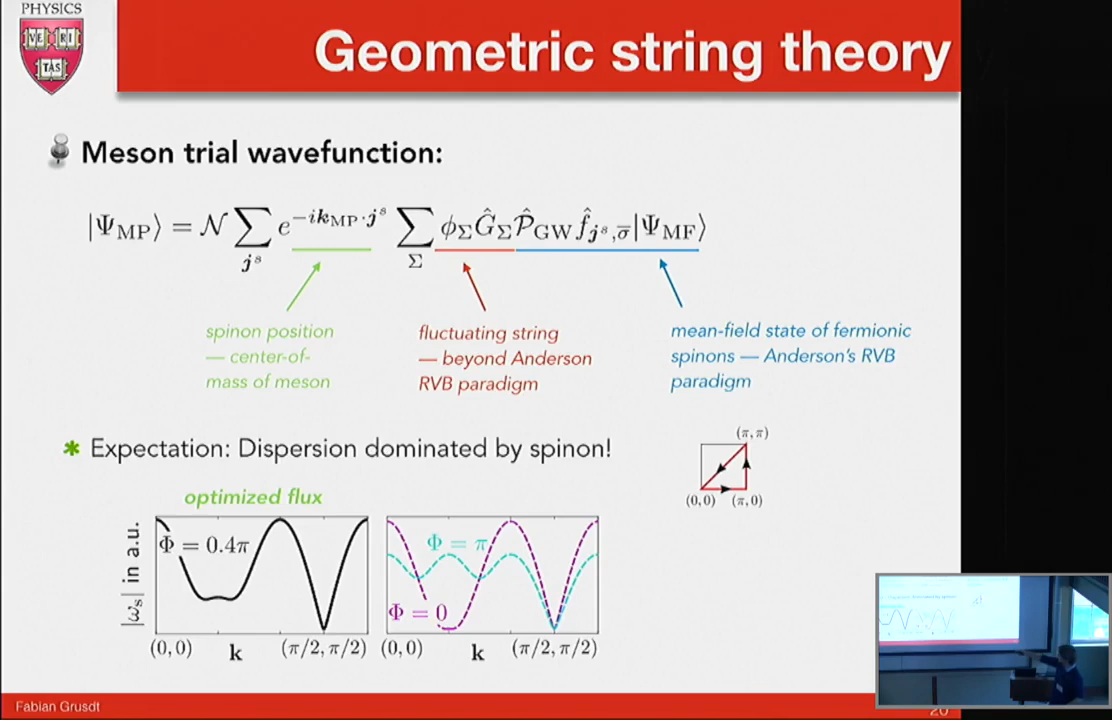 PHYSICS
VE RI
TAS
Geometric string theory
Meson trial wavefunction:
|Ψ_MP⟩ = 𝒩 ∑_{j^s} e^{-ik_MP·j^s} ∑_Σ ϕ_Σ Ĝ_Σ 𝒫̂_GW f̂_{j^s,σ̄}|Ψ_MF⟩
spinon position
— center-of-
mass of meson
fluctuating string
— beyond Anderson
RVB paradigm
mean-field state of fermionic
spinons — Anderson's RVB
paradigm
Expectation: Dispersion dominated by spinon!
(π, π)
(0,0) (π,0)
optimized flux
|ω_s| in a.u.
Φ = 0.4π
(0,0) k (π/2, π/2)
Φ = π
Φ = 0
(0,0) k (π/2, π/2)
Fabian Grusdt